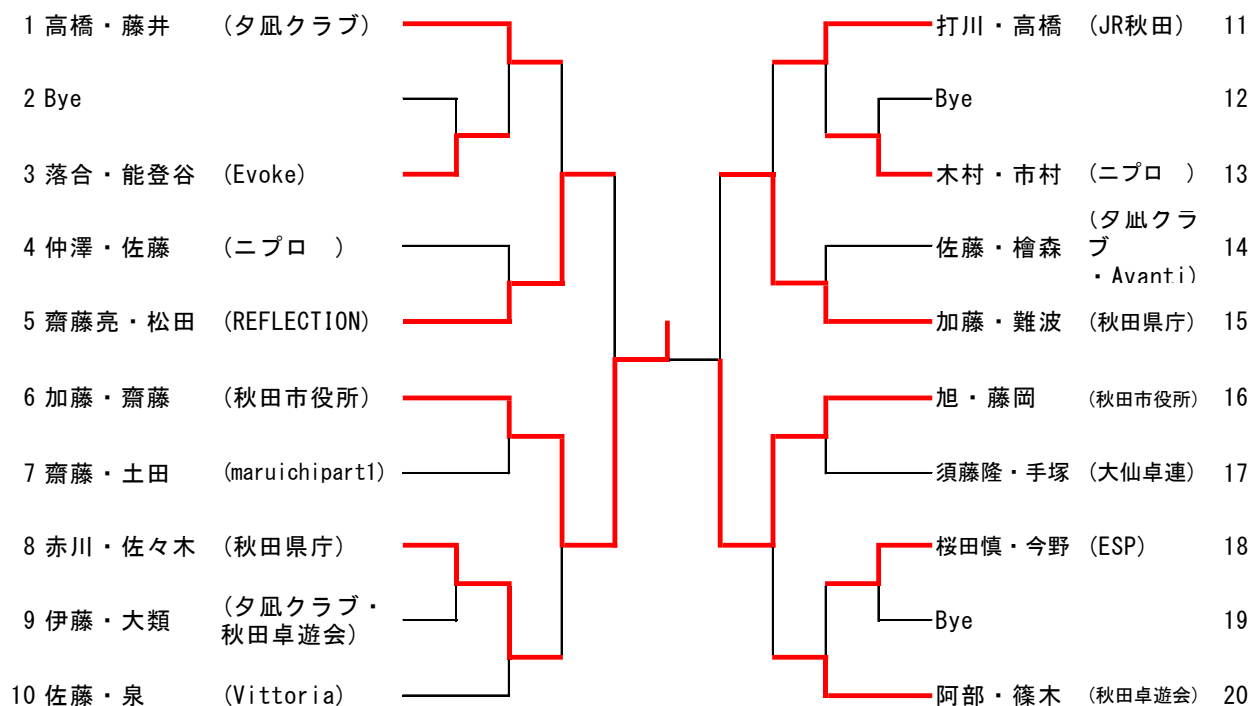 1 高橋・藤井 (夕凪クラブ)
2 Bye
3 落合・能登谷 (Evoke)
4 仲澤・佐藤 (ニプロ )
5 齋藤亮・松田 (REFLECTION)
6 加藤・齋藤 (秋田市役所)
7 齋藤・土田 (maruichipart1)
8 赤川・佐々木 (秋田県庁)
9 伊藤・大類 (夕凪クラブ・
秋田卓遊会)
10 佐藤・泉 (Vittoria)
打川・高橋 (JR秋田) 11
Bye 12
木村・市村 (ニプロ ) 13
(夕凪クラ
佐藤・檜森 ブ 14
・Avanti)
加藤・難波 (秋田県庁) 15
旭・藤岡 (秋田市役所) 16
須藤隆・手塚 (大仙卓連) 17
桜田慎・今野 (ESP) 18
Bye 19
阿部・篠木 (秋田卓遊会) 20